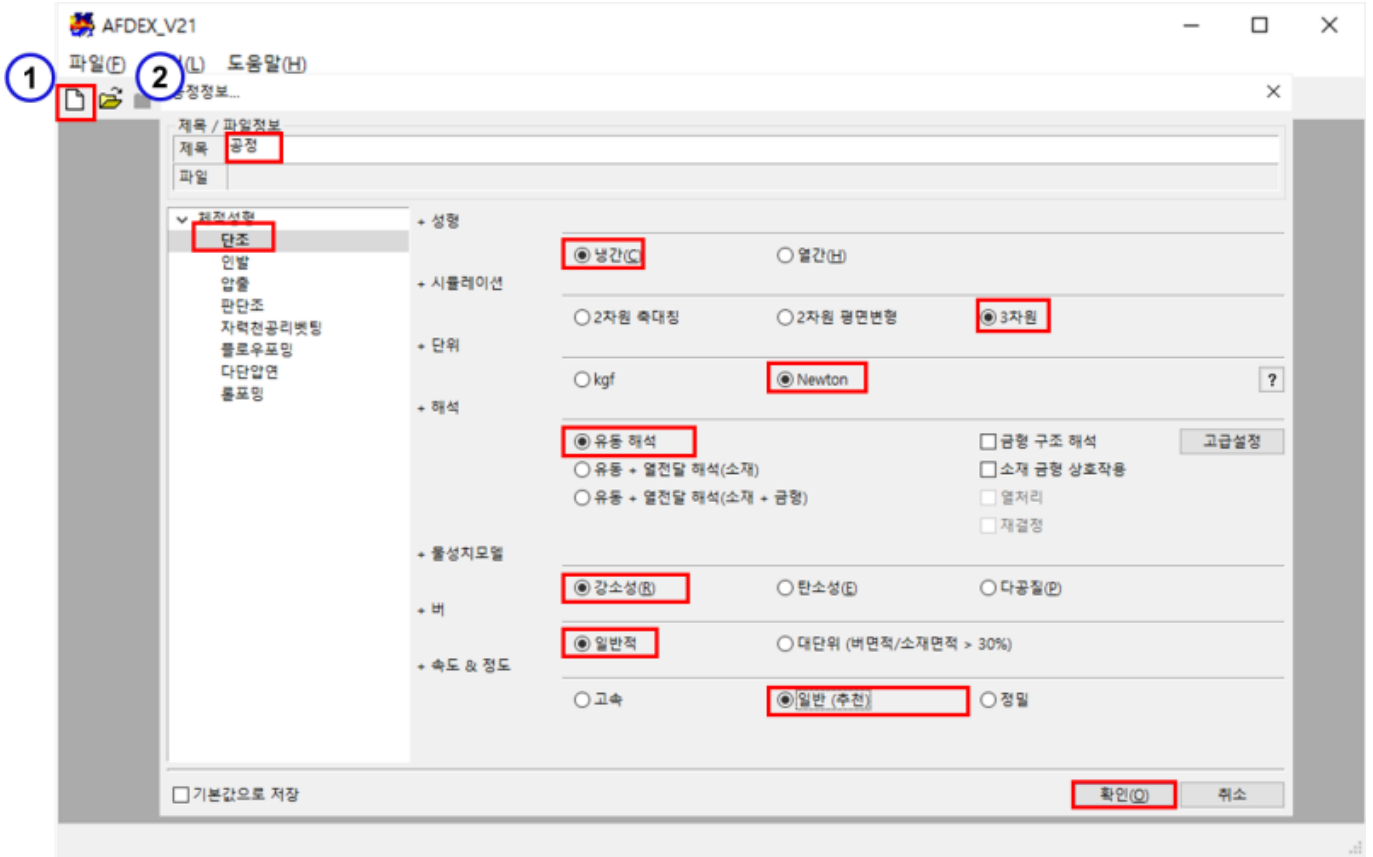 AFDEX_V21
파일(F) (L) 도움말(H)
1 2
공정정보...
제목 / 파일정보
제목 공정
파일
체적성형
단조
인발
압출
판단조
자력천공리벳팅
플로우포밍
다단압연
롤포밍
+ 성형
냉간(C) 열간(H)
+ 시뮬레이션
2차원 축대칭 2차원 평면변형 3차원
+ 단위
kgf Newton ?
+ 해석
유동 해석 금형 구조 해석 고급설정
유동 + 열전달 해석(소재) 소재 금형 상호작용
유동 + 열전달 해석(소재 + 금형) 열처리
재결정
+ 물성치모델
강소성(R) 탄소성(E) 다공질(P)
+ 버
일반적 대단위 (버면적/소재면적 > 30%)
+ 속도 & 정도
고속 일반 (추천) 정밀
기본값으로 저장 확인(O) 취소